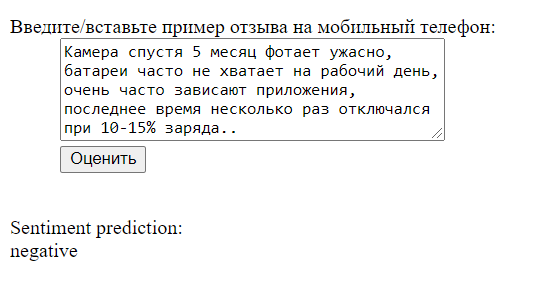 Введите/вставьте пример отзыва на мобильный телефон:
Камера спустя 5 месяц фотает ужасно,
батареи часто не хватает на рабочий день,
очень часто зависают приложения,
последнее время несколько раз отключался
при 10-15% заряда..
Оценить
Sentiment prediction:
negative